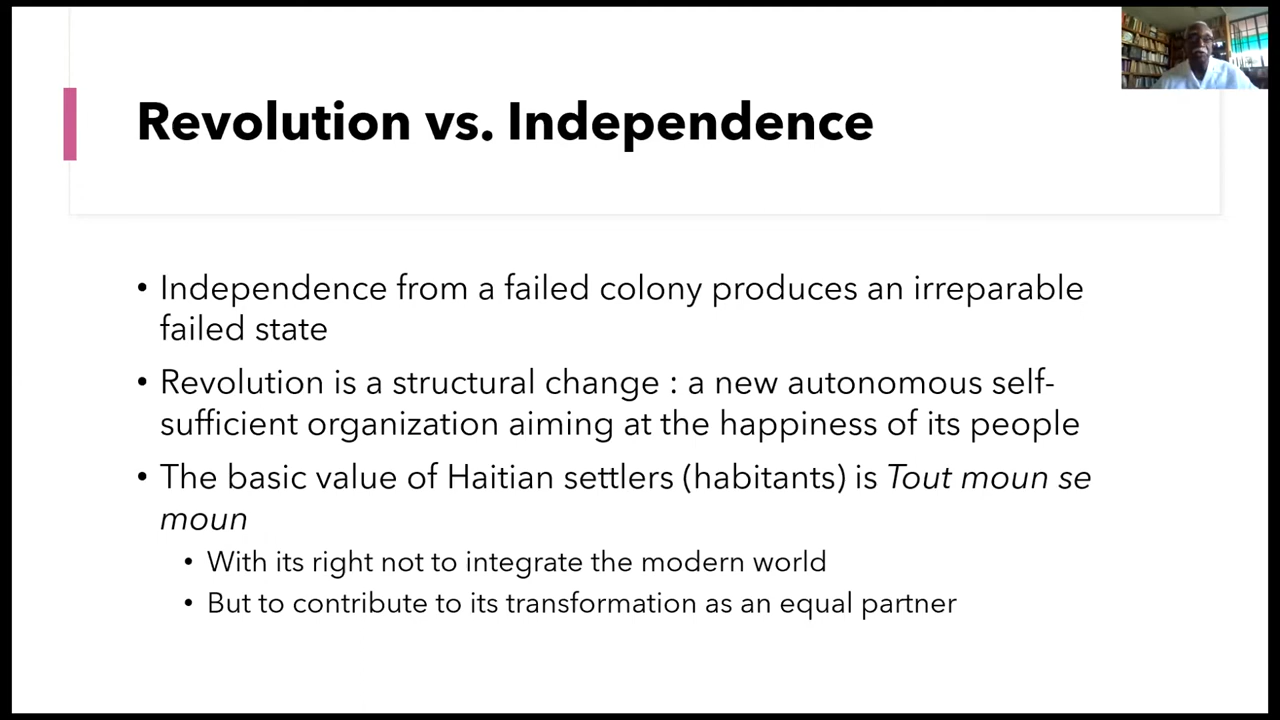 Revolution vs. Independence
• Independence from a failed colony produces an irreparable
failed state
• Revolution is a structural change : a new autonomous self-
sufficient organization aiming at the happiness of its people
• The basic value of Haitian settlers (habitants) is Tout moun se
moun
• With its right not to integrate the modern world
• But to contribute to its transformation as an equal partner